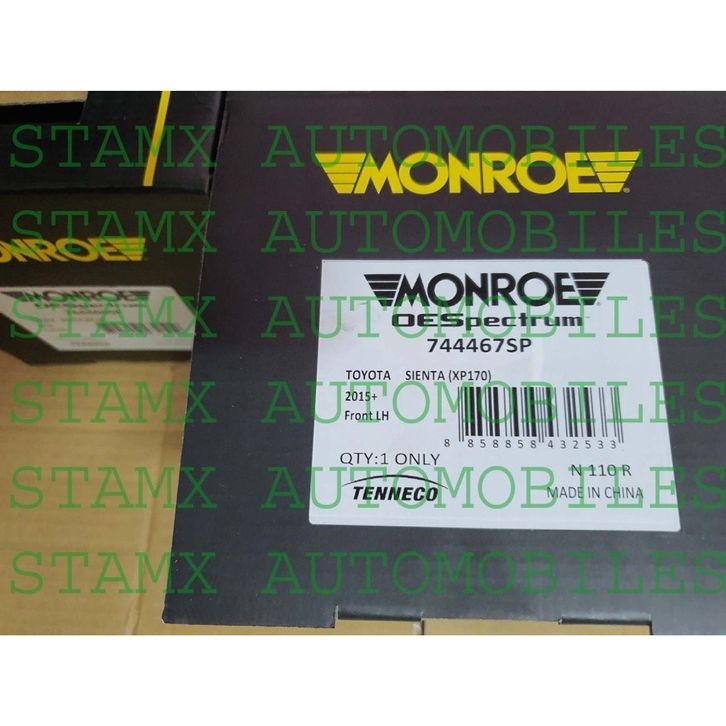 STAMX AUTOMOBILES
MONROE
STAMX AUTOMOBILES
MONROE
MONROE
OESpectrum
STAMX AUTOMOBILES
744467SP
TOYOTA SIENTA (XP170)
2015+
Front LH
STAMX AUTOMOBILES
8 858858 432533
QTY:1 ONLY
N 110 R
STAMX AUTOMOBILES
TENNECO
MADE IN CHINA
STAMX AUTOMOBILES